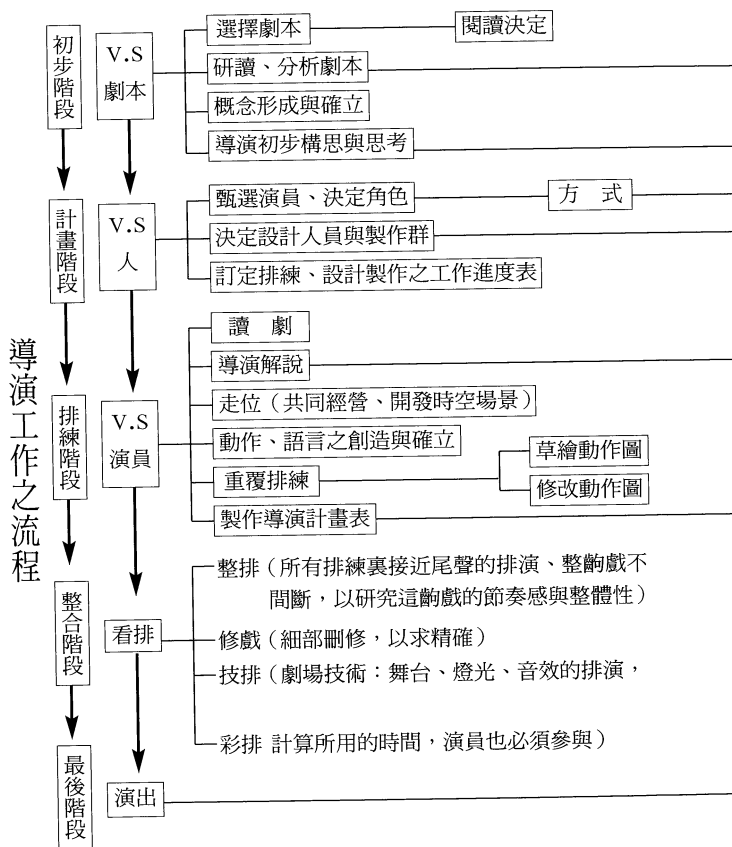 導演工作之流程
初步階段
V.S
劇本
選擇劇本
閱讀決定
研讀、分析劇本
概念形成與確立
導演初步構思與思考
計畫階段
V.S
人
甄選演員、決定角色
方 式
決定設計人員與製作群
訂定排練、設計製作之工作進度表
排練階段
V.S
演員
讀 劇
導演解說
走位（共同經營、開發時空場景）
動作、語言之創造與確立
重覆排練
草繪動作圖
修改動作圖
製作導演計畫表
整合階段
看排
整排（所有排練裏接近尾聲的排演、整齣戲不
間斷，以研究這齣戲的節奏感與整體性）
修戲（細部刪修，以求精確）
技排（劇場技術：舞台、燈光、音效的排演，
彩排 計算所用的時間，演員也必須參與）
最後階段
演出